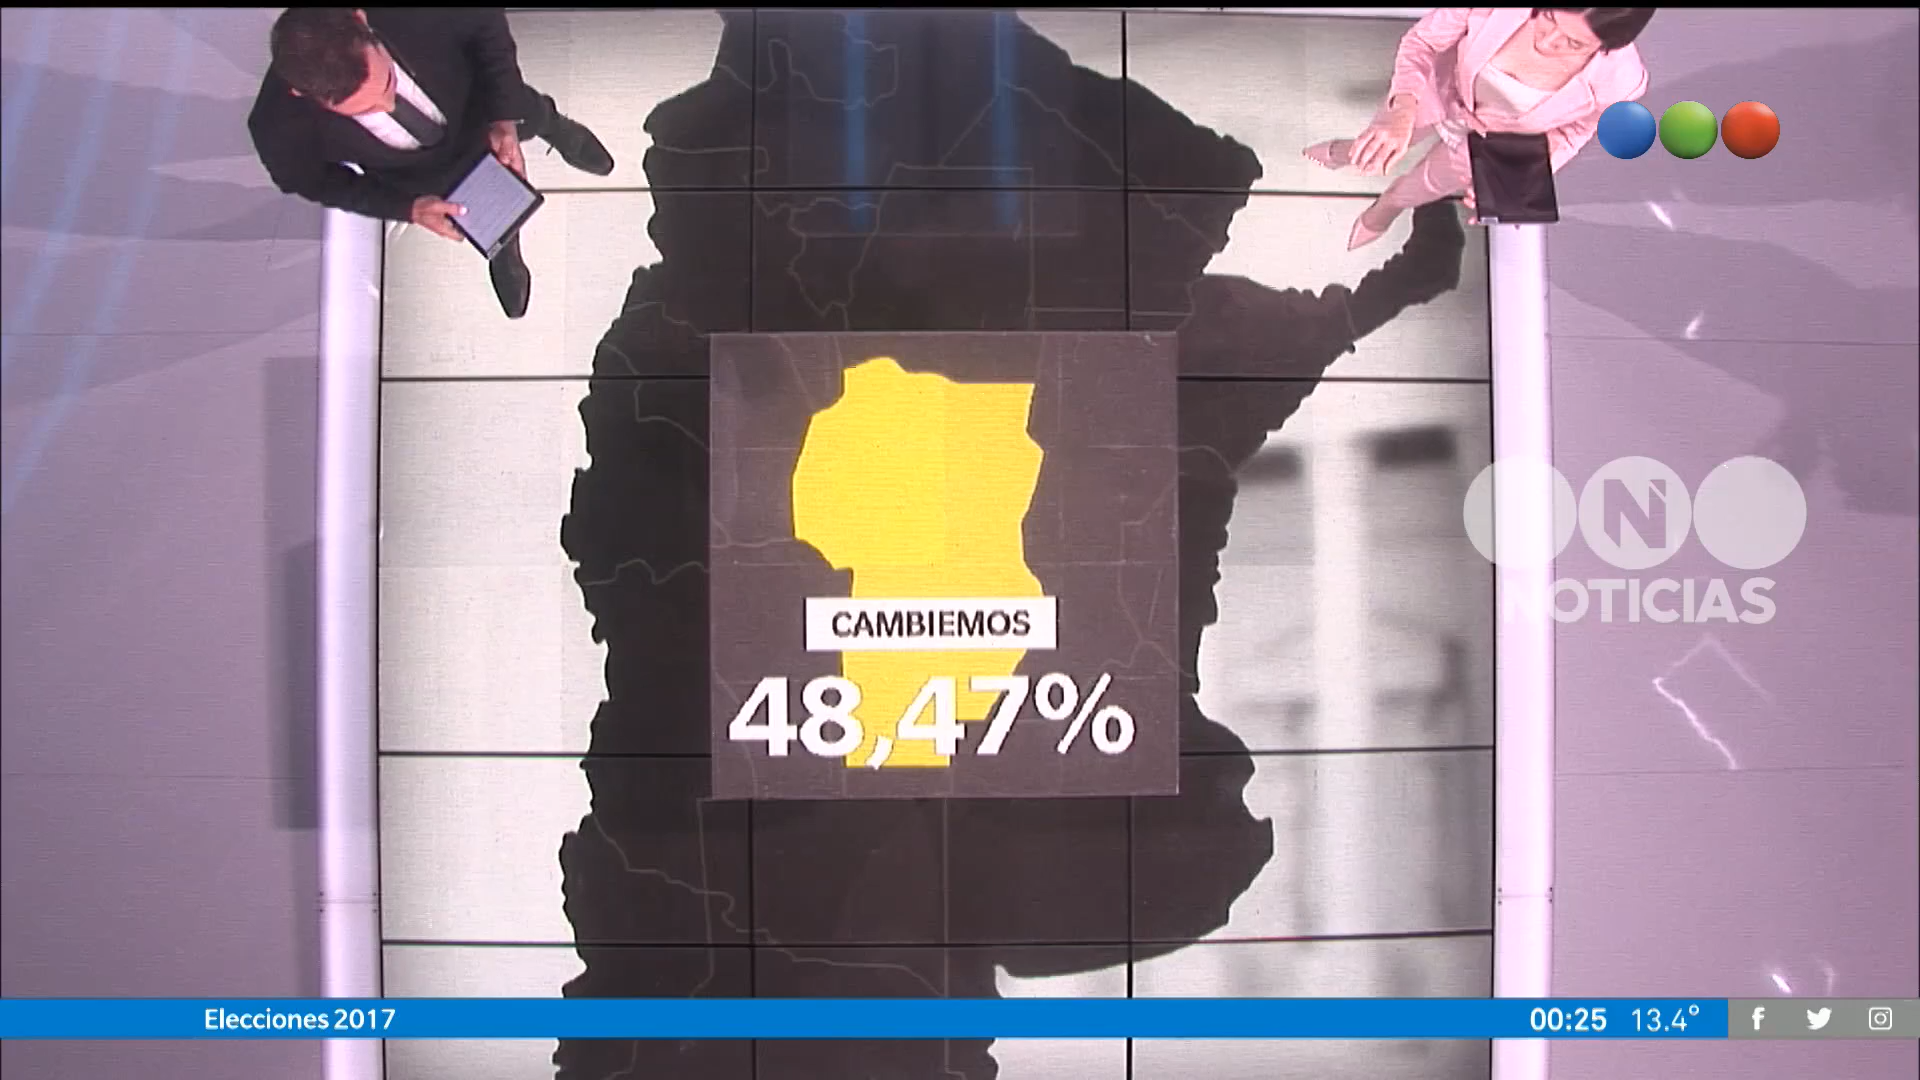 CAMBIEMOS
48,47%
N
NOTICIAS
Elecciones 2017
00:25 13.4°